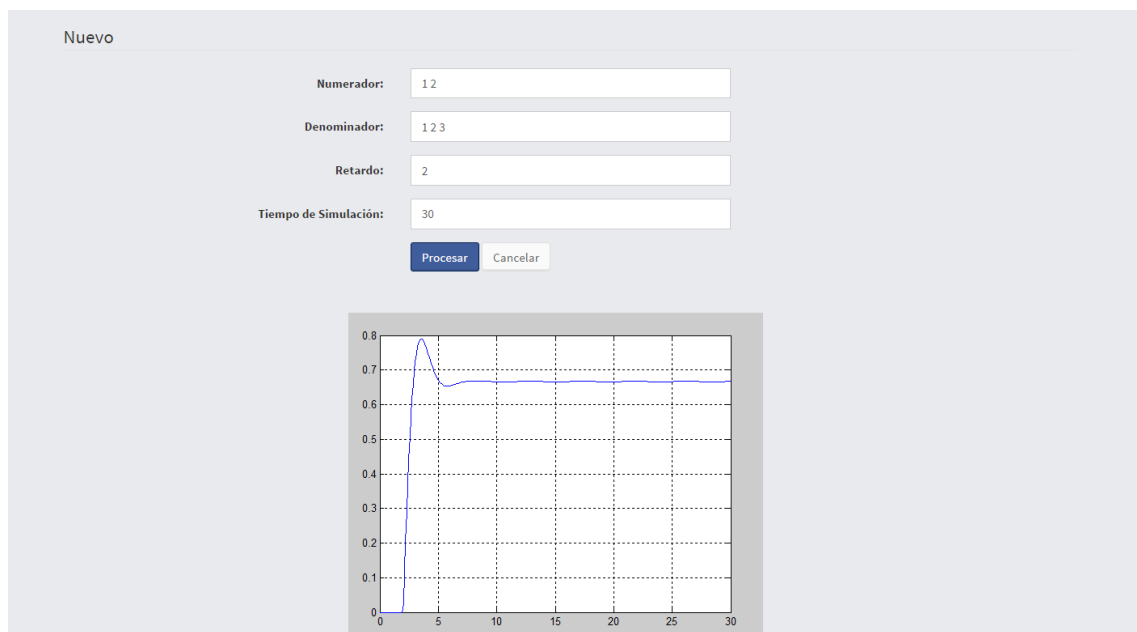 Nuevo
Numerador: 1 2
Denominador: 1 2 3
Retardo: 2
Tiempo de Simulación: 30
Procesar Cancelar
0.8
0.7
0.6
0.5
0.4
0.3
0.2
0.1
0
0 5 10 15 20 25 30